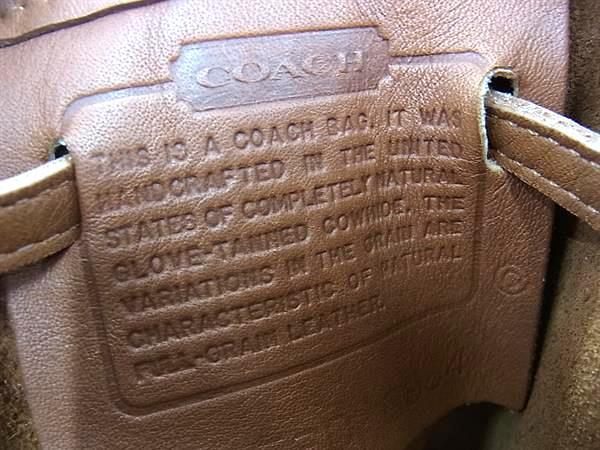 COACH
THIS IS A COACH BAG. IT WAS
HANDCRAFTED IN THE UNITED
STATES OF COMPLETELY NATURAL
GLOVE-TANNED COWHIDE. THE
VARIATIONS IN THE GRAIN ARE
CHARACTERISTIC OF NATURAL
FULL-GRAIN LEATHER.